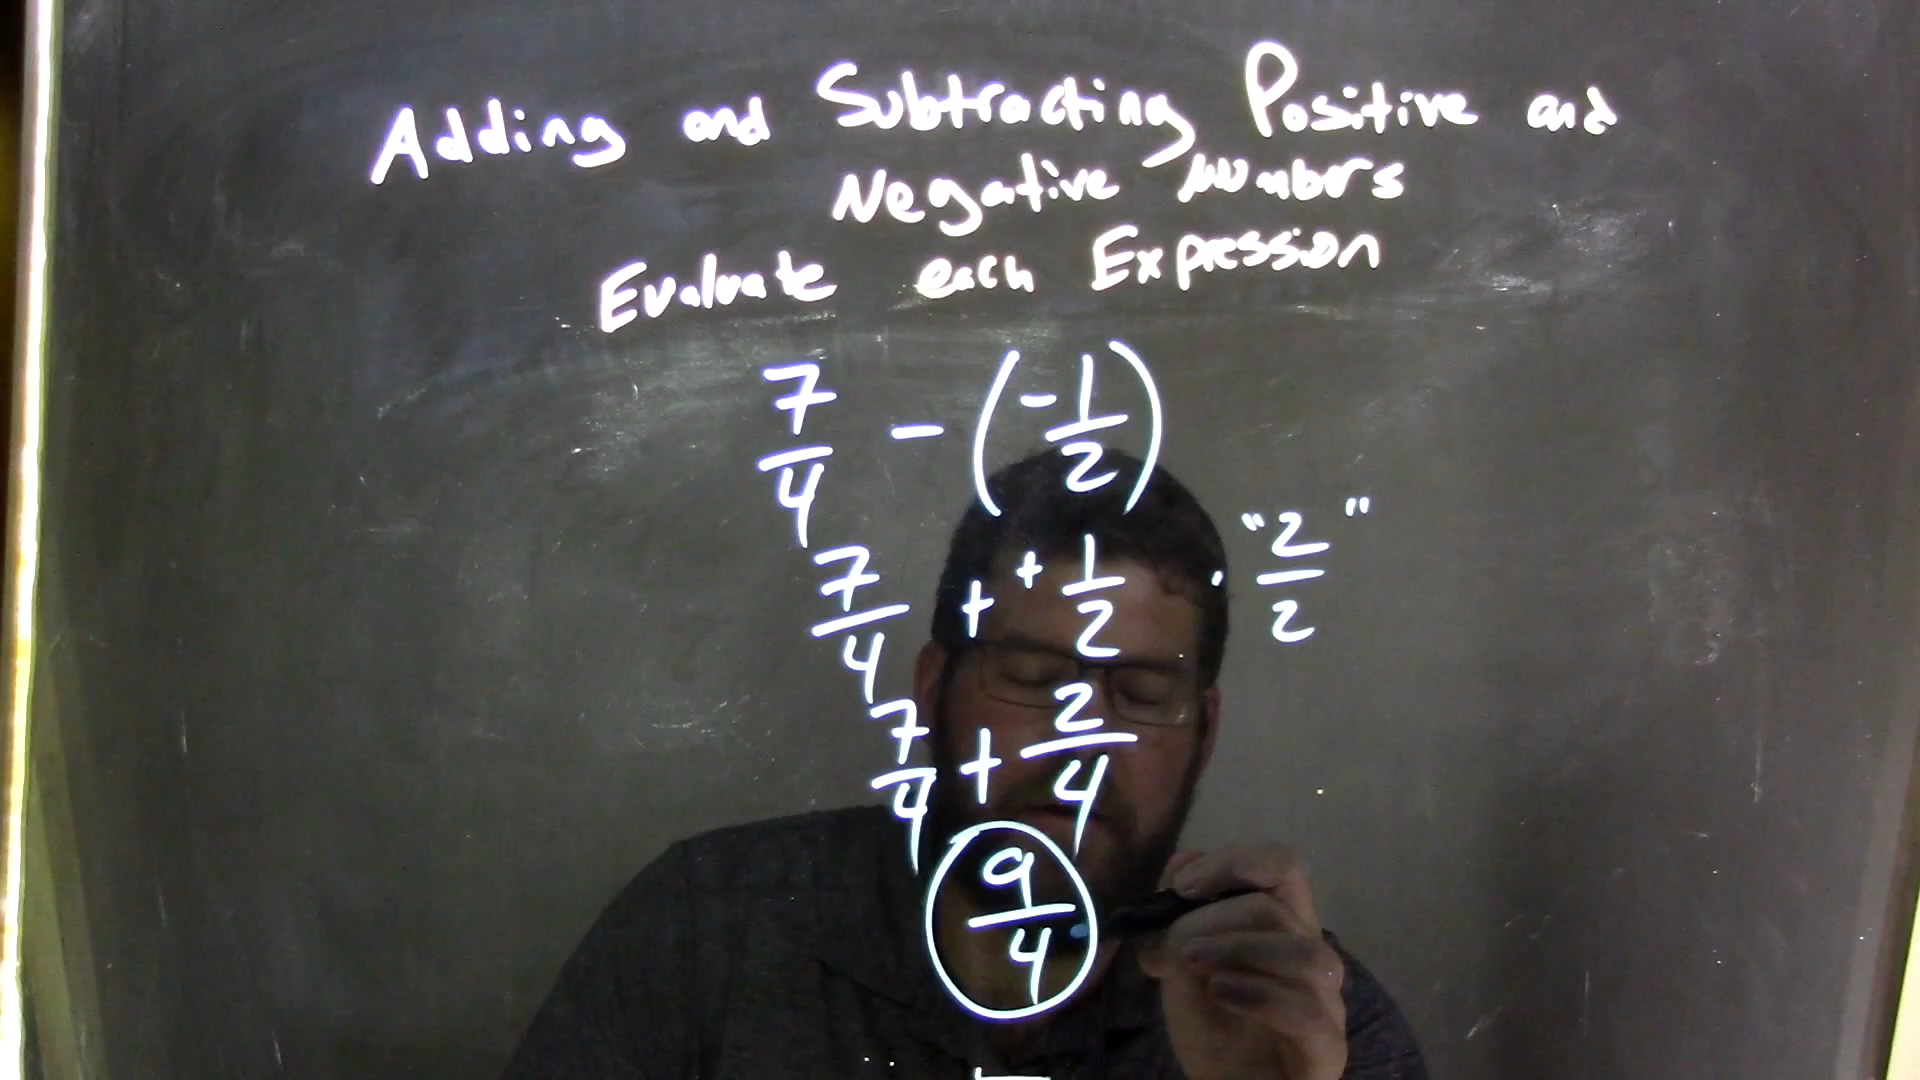 Adding and Subtracting Positive and
Negative Numbers
Evaluate each Expression
7/4 - (-1/2)
7/4 + +1/2 · "2/2"
7/4 + 2/4
9/4